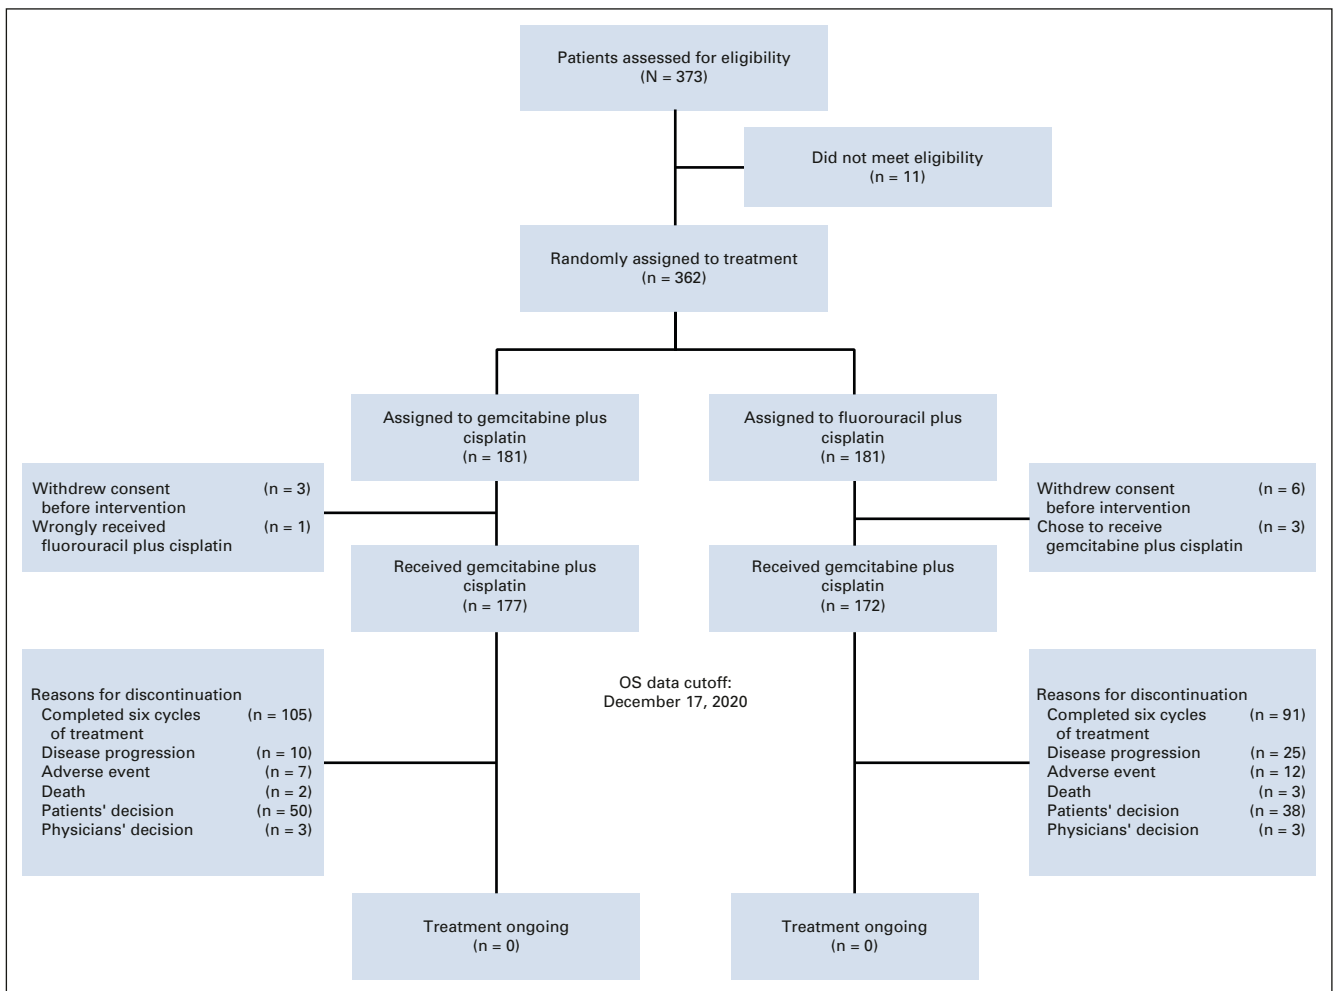 Patients assessed for eligibility
(N = 373)
Did not meet eligibility
(n = 11)
Randomly assigned to treatment
(n = 362)
Assigned to gemcitabine plus
cisplatin
(n = 181)
Assigned to fluorouracil plus
cisplatin
(n = 181)
Withdrew consent (n = 3)
before intervention
Wrongly received (n = 1)
fluorouracil plus cisplatin
Withdrew consent (n = 6)
before intervention
Chose to receive (n = 3)
gemcitabine plus cisplatin
Received gemcitabine plus
cisplatin
(n = 177)
Received gemcitabine plus
cisplatin
(n = 172)
Reasons for discontinuation
Completed six cycles (n = 105)
of treatment
Disease progression (n = 10)
Adverse event (n = 7)
Death (n = 2)
Patients' decision (n = 50)
Physicians' decision (n = 3)
OS data cutoff:
December 17, 2020
Reasons for discontinuation
Completed six cycles (n = 91)
of treatment
Disease progression (n = 25)
Adverse event (n = 12)
Death (n = 3)
Patients' decision (n = 38)
Physicians' decision (n = 3)
Treatment ongoing
(n = 0)
Treatment ongoing
(n = 0)